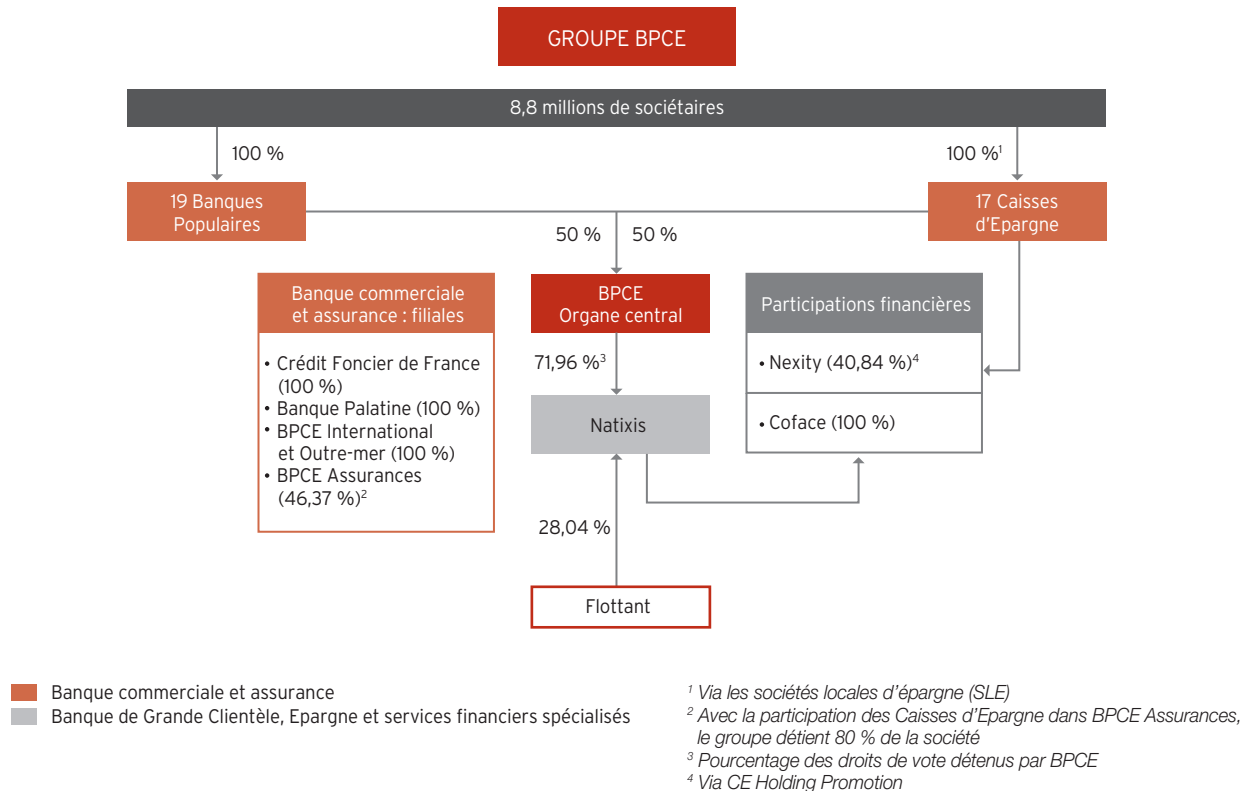 GROUPE BPCE
8,8 millions de sociétaires
100 %
100 %¹
19 Banques
Populaires
17 Caisses
d'Epargne
50 %
50 %
Banque commerciale
et assurance : filiales
• Crédit Foncier de France
(100 %)
• Banque Palatine (100 %)
• BPCE International
et Outre-mer (100 %)
• BPCE Assurances
(46,37 %)²
BPCE
Organe central
71,96 %³
Natixis
28,04 %
Flottant
Participations financières
• Nexity (40,84 %)⁴
• Coface (100 %)
Banque commerciale et assurance
Banque de Grande Clientèle, Epargne et services financiers spécialisés
¹ Via les sociétés locales d'épargne (SLE)
² Avec la participation des Caisses d'Epargne dans BPCE Assurances,
le groupe détient 80 % de la société
³ Pourcentage des droits de vote détenus par BPCE
⁴ Via CE Holding Promotion